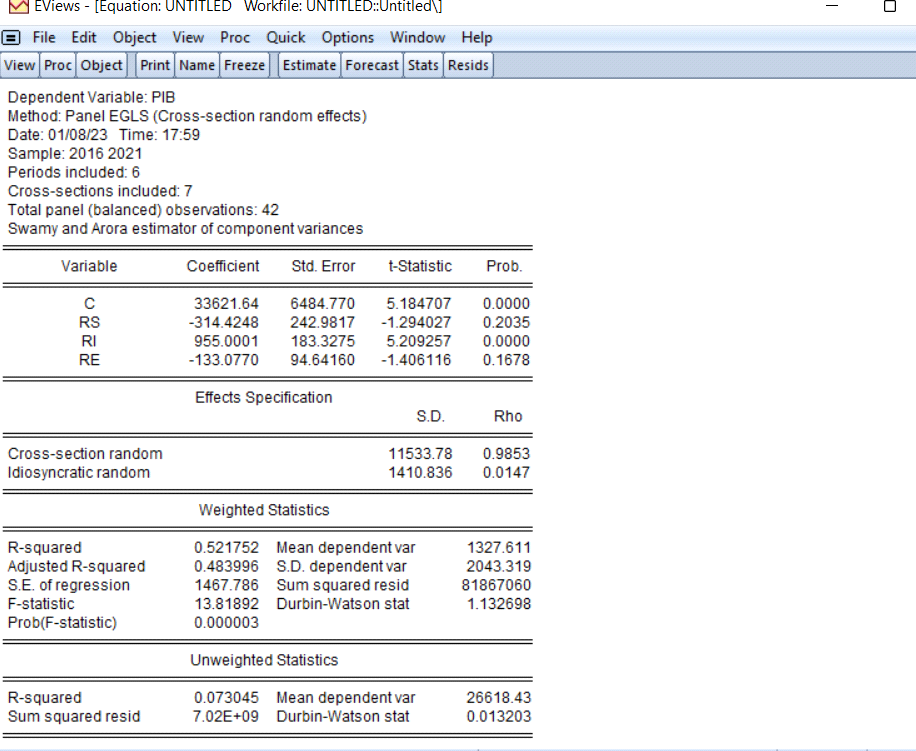 EViews - [Equation: UNTITLED Workfile: UNTITLED::Untitled\]
File Edit Object View Proc Quick Options Window Help
View Proc Object Print Name Freeze Estimate Forecast Stats Resids
Dependent Variable: PIB
Method: Panel EGLS (Cross-section random effects)
Date: 01/08/23 Time: 17:59
Sample: 2016 2021
Periods included: 6
Cross-sections included: 7
Total panel (balanced) observations: 42
Swamy and Arora estimator of component variances
Variable Coefficient Std. Error t-Statistic Prob.
C 33621.64 6484.770 5.184707 0.0000
RS -314.4248 242.9817 -1.294027 0.2035
RI 955.0001 183.3275 5.209257 0.0000
RE -133.0770 94.64160 -1.406116 0.1678
Effects Specification
S.D. Rho
Cross-section random 11533.78 0.9853
Idiosyncratic random 1410.836 0.0147
Weighted Statistics
R-squared 0.521752 Mean dependent var 1327.611
Adjusted R-squared 0.483996 S.D. dependent var 2043.319
S.E. of regression 1467.786 Sum squared resid 81867060
F-statistic 13.81892 Durbin-Watson stat 1.132698
Prob(F-statistic) 0.000003
Unweighted Statistics
R-squared 0.073045 Mean dependent var 26618.43
Sum squared resid 7.02E+09 Durbin-Watson stat 0.013203